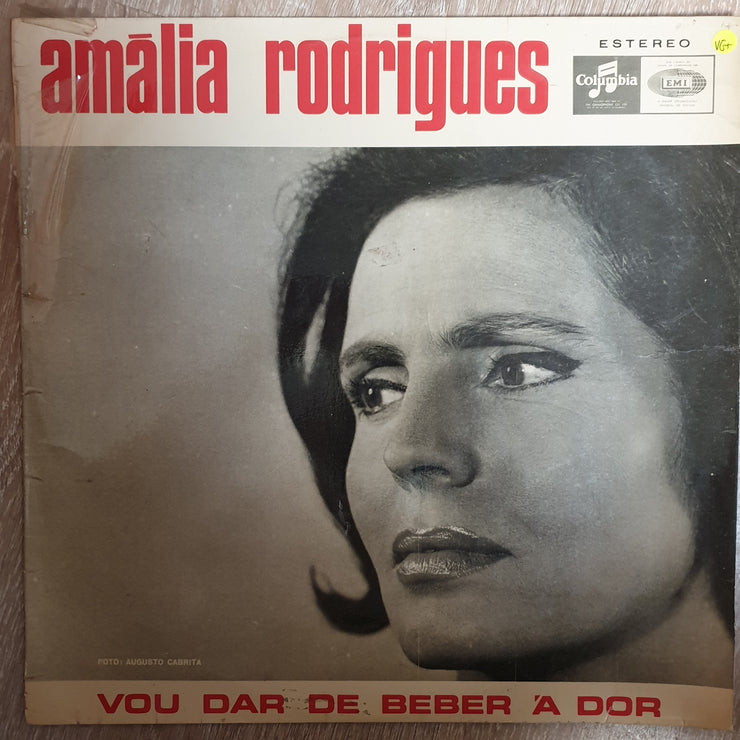 amália rodrigues
ESTEREO
VG+
Columbia
EMI
FOTO: AUGUSTO CABRITA
VOU DAR DE BEBER À DOR